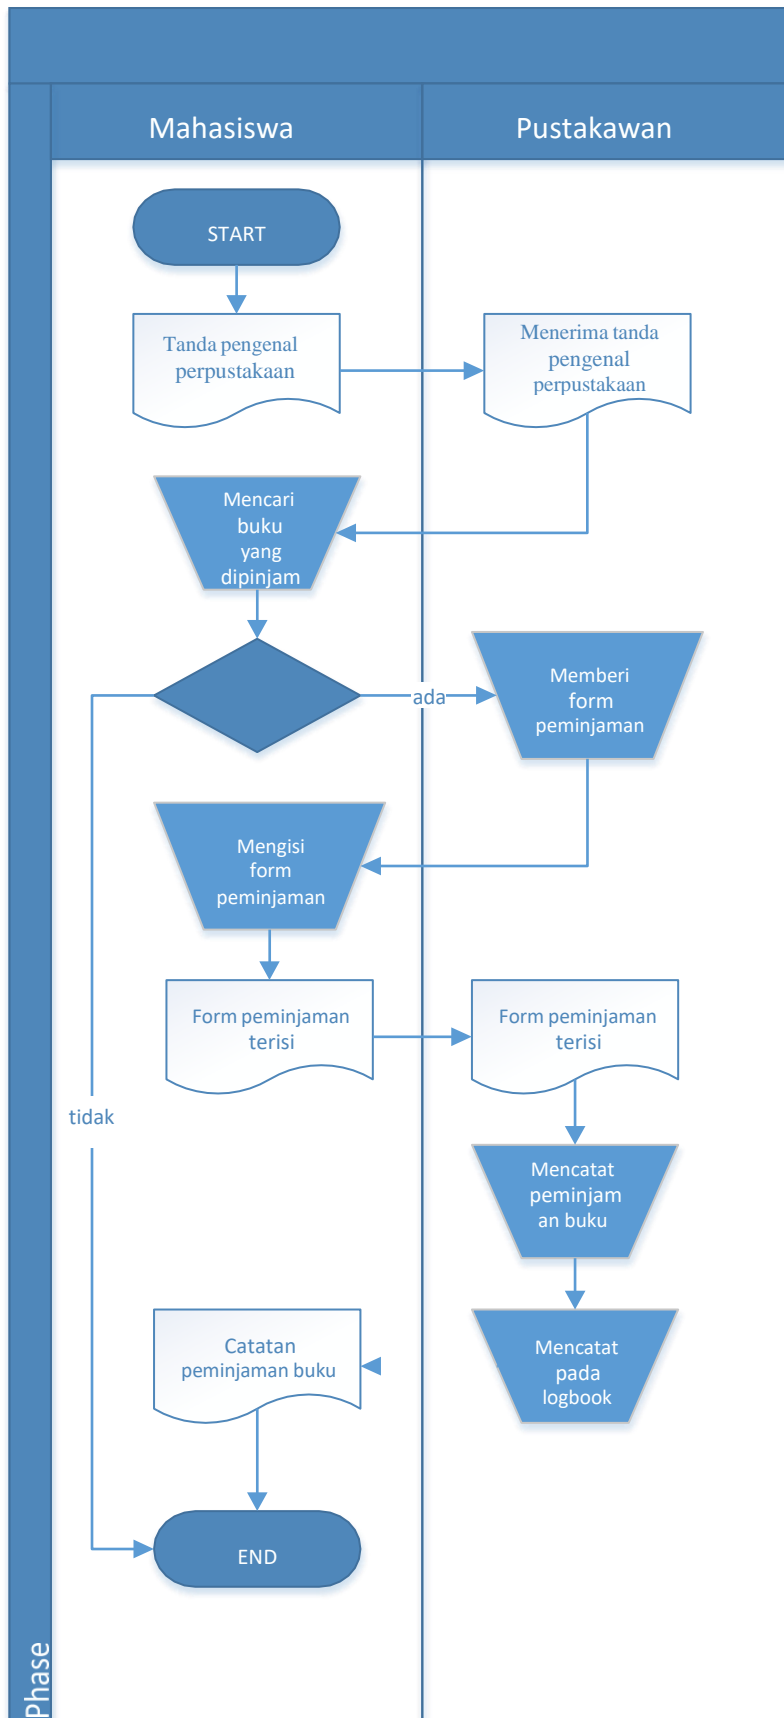 Mahasiswa
Pustakawan
START
Tanda pengenal
perpustakaan
Menerima tanda
pengenal
perpustakaan
Mencari
buku
yang
dipinjam
ada
Memberi
form
peminjaman
Mengisi
form
peminjaman
Form peminjaman
terisi
Form peminjaman
terisi
tidak
Mencatat
peminjam
an buku
Catatan
peminjaman buku
Mencatat
pada
logbook
END
Phase